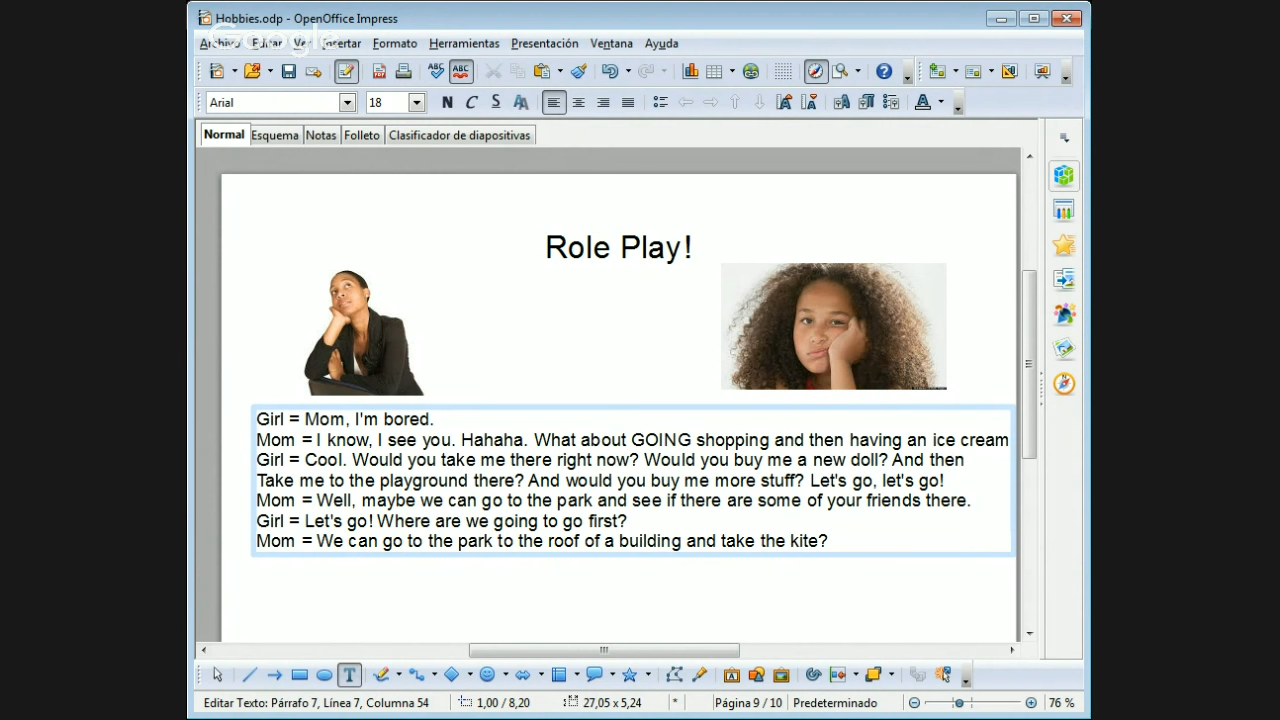 Hobbies.odp - OpenOffice Impress
Google
Archivo Editar Ver Insertar Formato Herramientas Presentación Ventana Ayuda
Arial 18 N C S
Normal Esquema Notas Folleto Clasificador de diapositivas
Role Play!
Girl = Mom, I'm bored.
Mom = I know, I see you. Hahaha. What about GOING shopping and then having an ice cream
Girl = Cool. Would you take me there right now? Would you buy me a new doll? And then
Take me to the playground there? And would you buy me more stuff? Let's go, let's go!
Mom = Well, maybe we can go to the park and see if there are some of your friends there.
Girl = Let's go! Where are we going to go first?
Mom = We can go to the park to the roof of a building and take the kite?
Editar Texto: Párrafo 7, Línea 7, Columna 54 1,00 / 8,20 27,05 x 5,24 * Página 9 / 10 Predeterminado 76 %